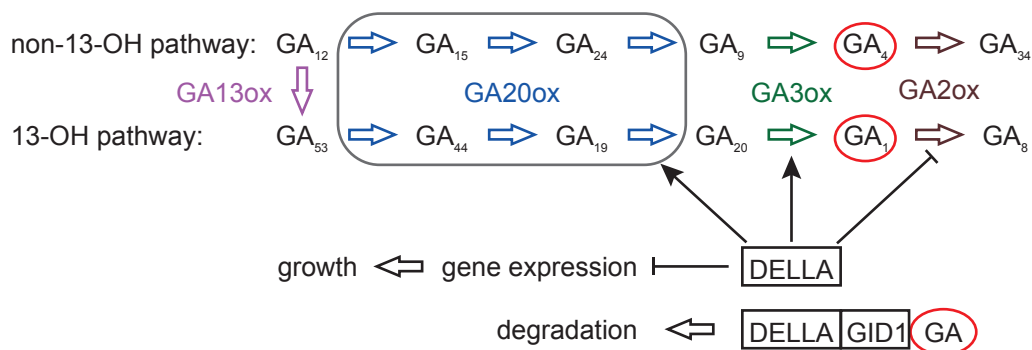 non-13-OH pathway: GA₁₂ GA₁₅ GA₂₄ GA₉ GA₄ GA₃₄
GA13ox GA20ox GA3ox GA2ox
13-OH pathway: GA₅₃ GA₄₄ GA₁₉ GA₂₀ GA₁ GA₈
growth gene expression DELLA
degradation DELLA GID1 GA